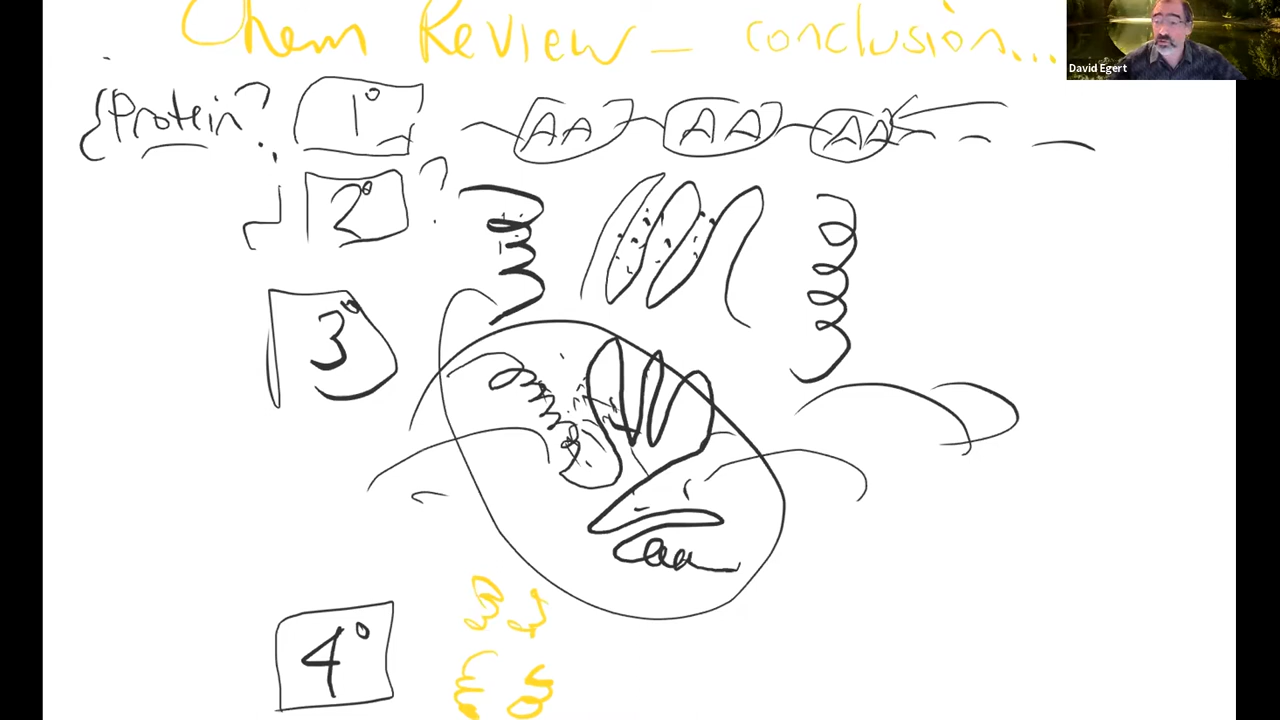 Chem Review - conclusion...
David Egert
{Protein? 1° AA AA AA
2° ?
3°
4°